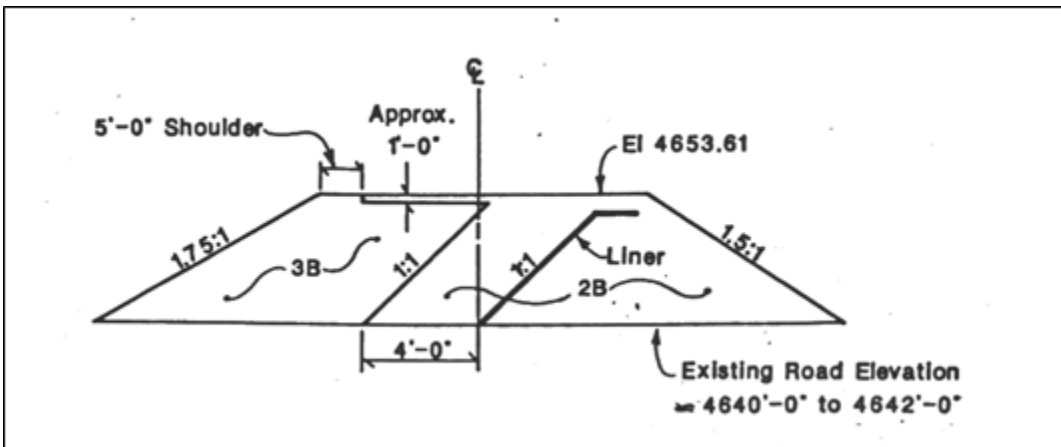 ℄
5'-0" Shoulder
Approx.
1'-0"
El 4653.61
1.75:1
3B
1:1
1:1
Liner
2B
1.5:1
4'-0"
Existing Road Elevation
4640'-0" to 4642'-0"